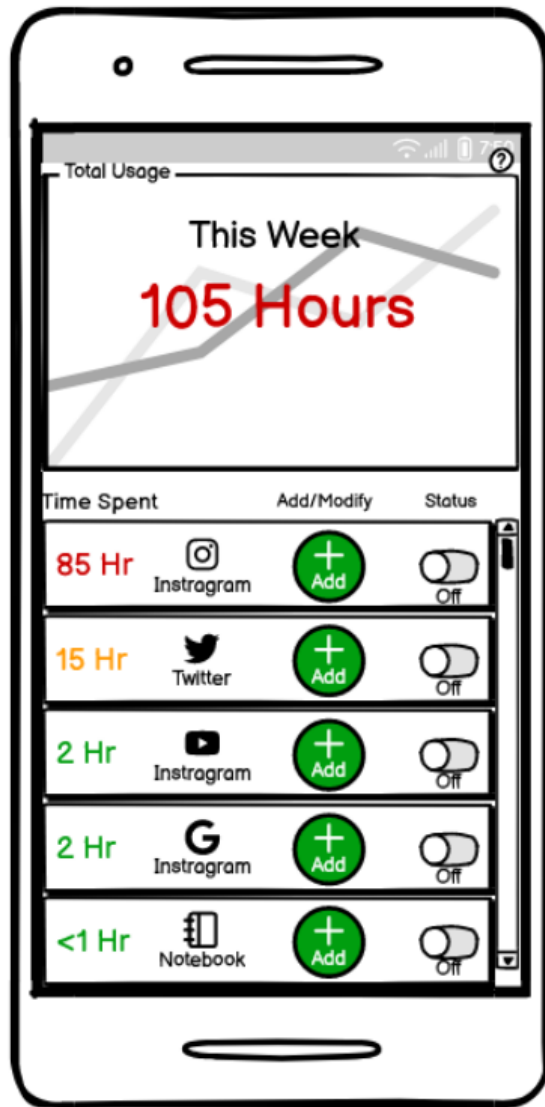 Total Usage
This Week
105 Hours
Time Spent Add/Modify Status
85 Hr Instragram Add Off
15 Hr Twitter Add Off
2 Hr Instragram Add Off
2 Hr Instragram Add Off
<1 Hr Notebook Add Off